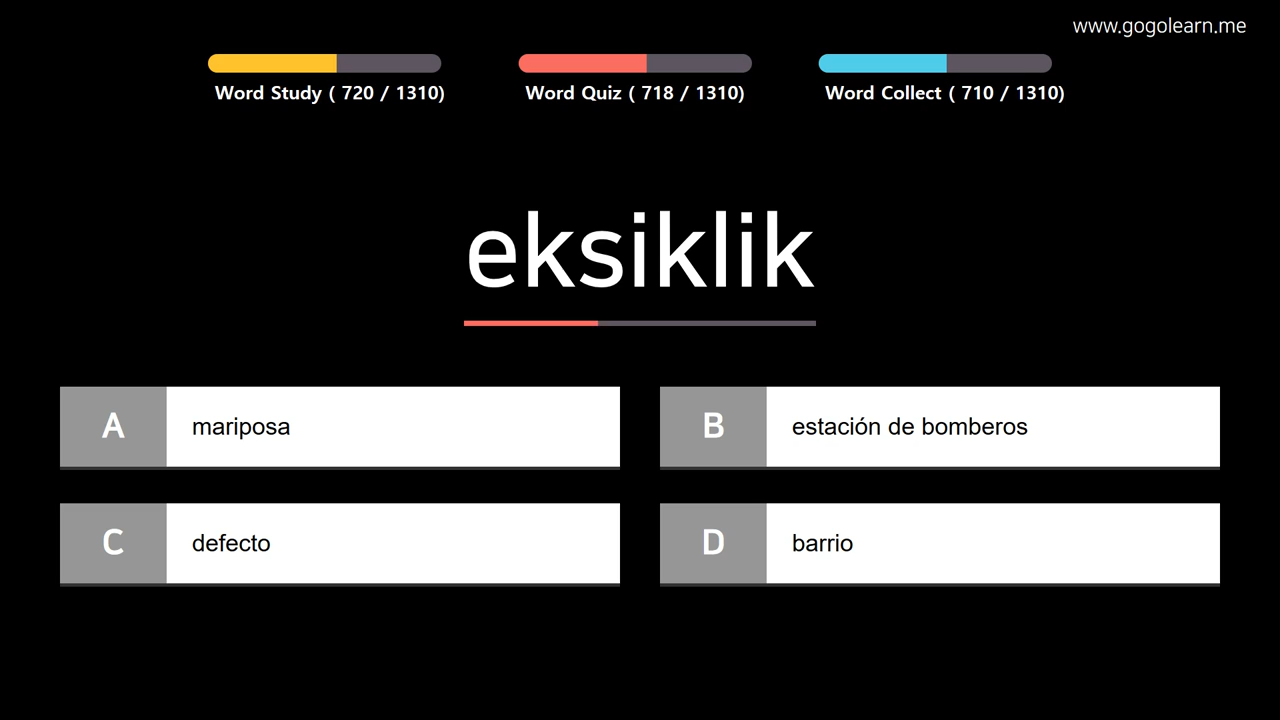 www.gogolearn.me
Word Study ( 720 / 1310)
Word Quiz ( 718 / 1310)
Word Collect ( 710 / 1310)
eksiklik
A
mariposa
B
estación de bomberos
C
defecto
D
barrio